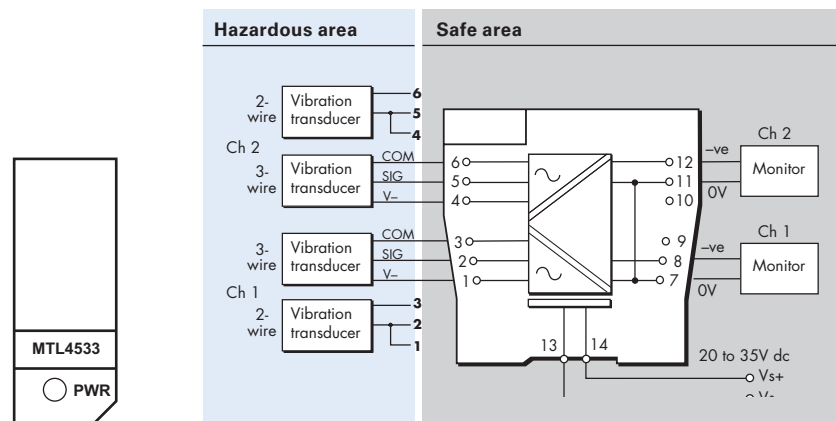 Hazardous area
Safe area
2-
wire
Vibration
transducer
6
5
4
Ch 2
3-
wire
Vibration
transducer
COM
SIG
V–
6
5
4
12
11
10
–ve
0V
Ch 2
Monitor
3-
wire
Vibration
transducer
COM
SIG
V–
3
2
1
9
8
7
–ve
0V
Ch 1
Monitor
Ch 1
2-
wire
Vibration
transducer
3
2
1
13
14
20 to 35V dc
Vs+
MTL4533
PWR